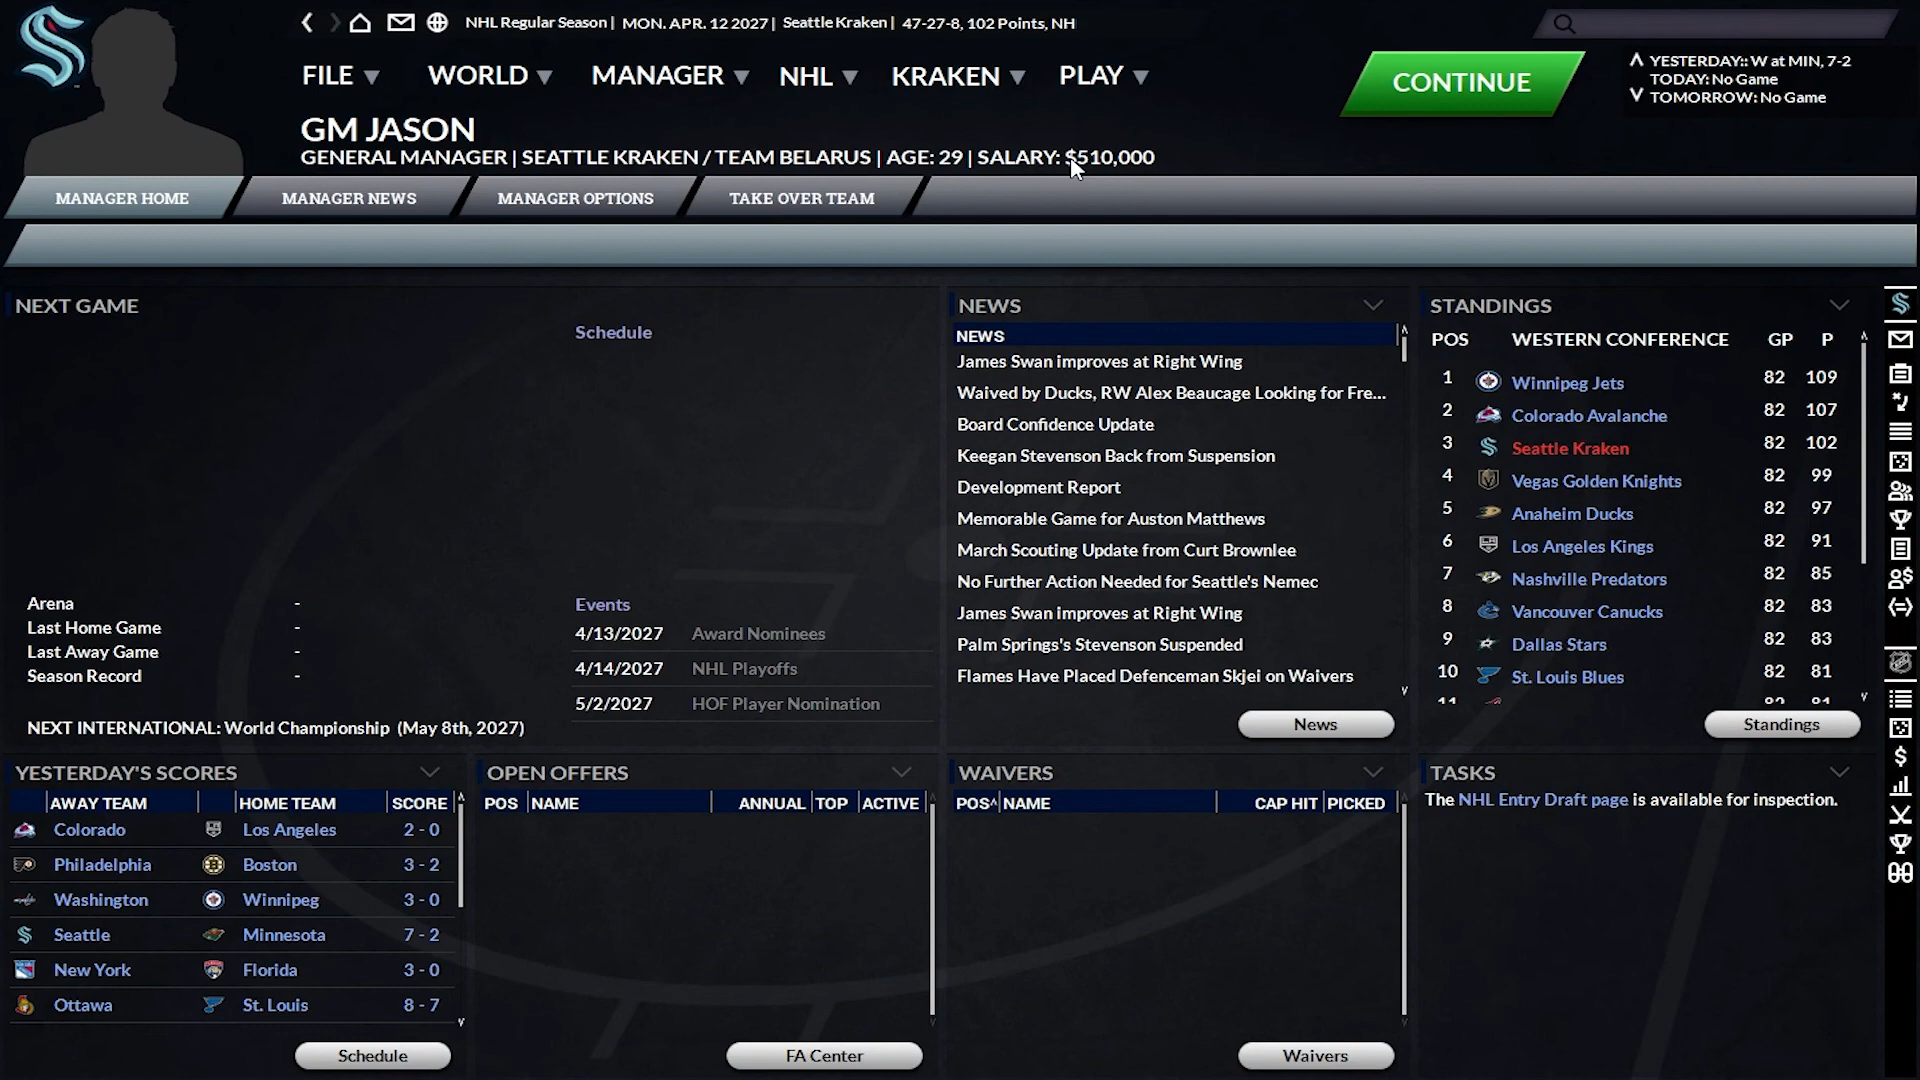 NHL Regular Season | MON. APR. 12 2027 | Seattle Kraken | 47-27-8, 102 Points, NH
FILE WORLD MANAGER NHL KRAKEN PLAY
CONTINUE
YESTERDAY:: W at MIN, 7-2
TODAY: No Game
TOMORROW: No Game
GM JASON
GENERAL MANAGER | SEATTLE KRAKEN / TEAM BELARUS | AGE: 29 | SALARY: $510,000
MANAGER HOME MANAGER NEWS MANAGER OPTIONS TAKE OVER TEAM
NEXT GAME
Schedule
Arena -
Last Home Game -
Last Away Game -
Season Record -
Events
4/13/2027 Award Nominees
4/14/2027 NHL Playoffs
5/2/2027 HOF Player Nomination
NEXT INTERNATIONAL: World Championship (May 8th, 2027)
NEWS
NEWS
James Swan improves at Right Wing
Waived by Ducks, RW Alex Beaucage Looking for Fre...
Board Confidence Update
Keegan Stevenson Back from Suspension
Development Report
Memorable Game for Auston Matthews
March Scouting Update from Curt Brownlee
No Further Action Needed for Seattle's Nemec
James Swan improves at Right Wing
Palm Springs's Stevenson Suspended
Flames Have Placed Defenceman Skjei on Waivers
News
STANDINGS
POS WESTERN CONFERENCE GP P
1 Winnipeg Jets 82 109
2 Colorado Avalanche 82 107
3 Seattle Kraken 82 102
4 Vegas Golden Knights 82 99
5 Anaheim Ducks 82 97
6 Los Angeles Kings 82 91
7 Nashville Predators 82 85
8 Vancouver Canucks 82 83
9 Dallas Stars 82 83
10 St. Louis Blues 82 81
11 82 81
Standings
YESTERDAY'S SCORES
AWAY TEAM HOME TEAM SCORE
Colorado Los Angeles 2 - 0
Philadelphia Boston 3 - 2
Washington Winnipeg 3 - 0
Seattle Minnesota 7 - 2
New York Florida 3 - 0
Ottawa St. Louis 8 - 7
Schedule
OPEN OFFERS
POS NAME ANNUAL TOP ACTIVE
FA Center
WAIVERS
POS^ NAME CAP HIT PICKED
Waivers
TASKS
The NHL Entry Draft page is available for inspection.